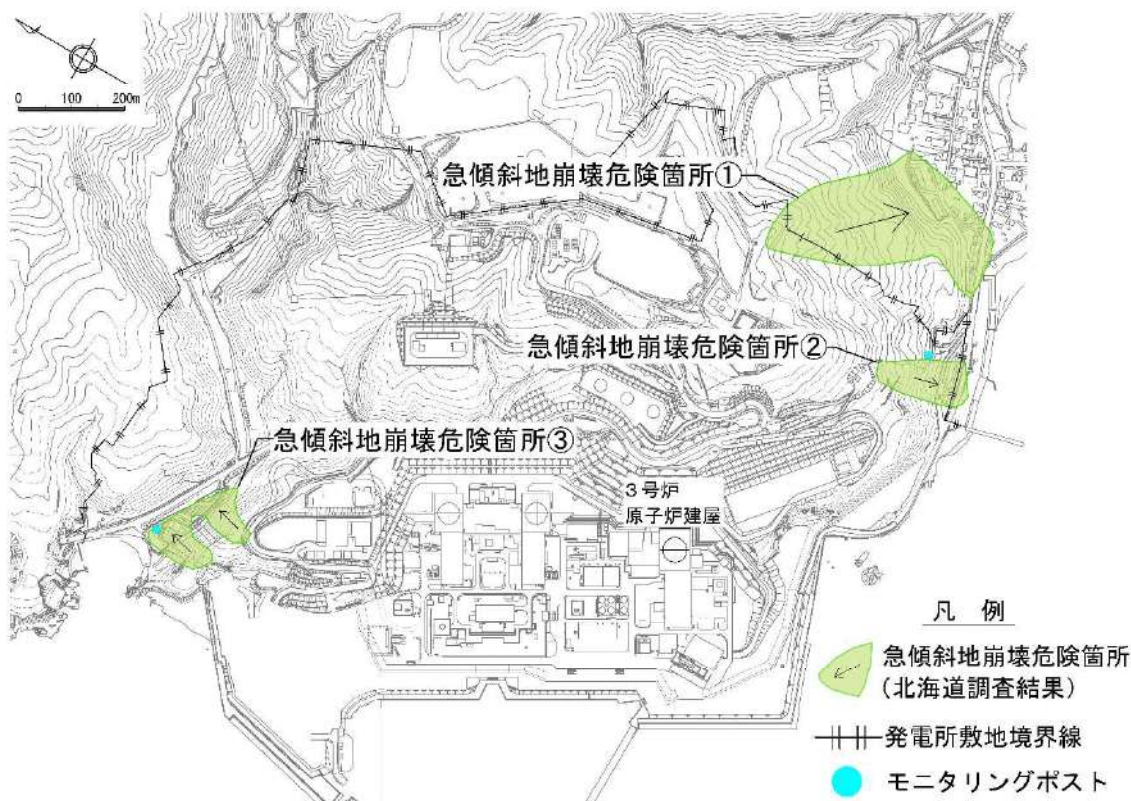 0 100 200m
急傾斜地崩壊危険箇所①
急傾斜地崩壊危険箇所②
急傾斜地崩壊危険箇所③
3号炉
原子炉建屋
凡 例
急傾斜地崩壊危険箇所
(北海道調査結果)
発電所敷地境界線
モニタリングポスト